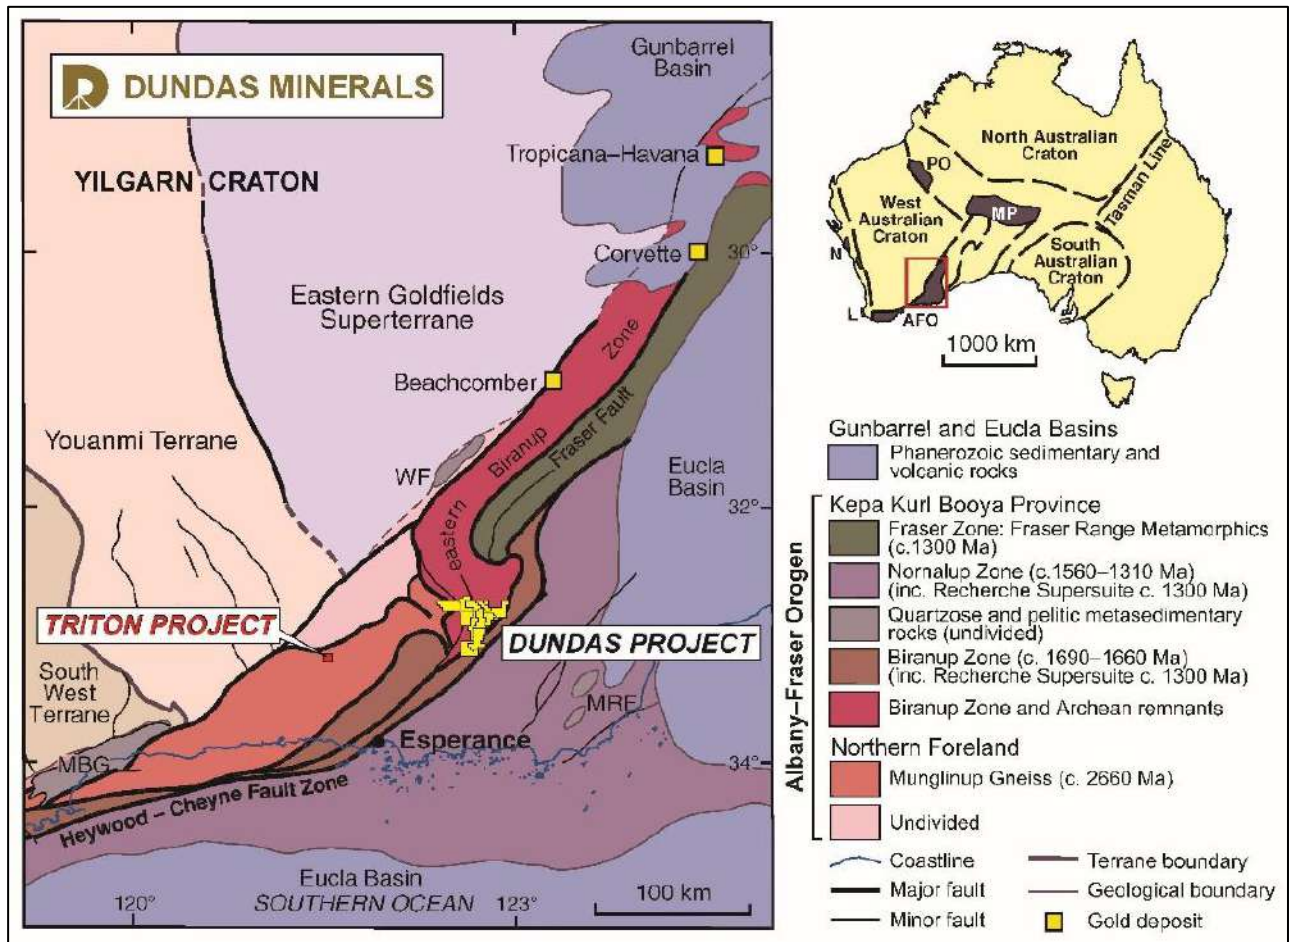 DUNDAS MINERALS
Gunbarrel
Basin
Tropicana–Havana
YILGARN CRATON
Corvette
30°
Eastern Goldfields
Superterrane
Zone
Beachcomber
Fraser Fault
Youanmi Terrane
Biranup
WF
Eucla
Basin
32°
eastern
TRITON PROJECT
DUNDAS PROJECT
South
West
Terrane
MRF
Esperance
MBG
34°
Heywood – Cheyne Fault Zone
Eucla Basin
SOUTHERN OCEAN
100 km
120°
123°
North Australian
Craton
PO
Tasman Line
West
Australian
Craton
MP
South
Australian
Craton
N
L
AFO
1000 km
Gunbarrel and Eucla Basins
Phanerozoic sedimentary and
volcanic rocks
Albany–Fraser Orogen
Kepa Kurl Booya Province
Fraser Zone: Fraser Range Metamorphics
(c.1300 Ma)
Nornalup Zone (c.1560–1310 Ma)
(inc. Recherche Supersuite c. 1300 Ma)
Quartzose and pelitic metasedimentary
rocks (undivided)
Biranup Zone (c. 1690–1660 Ma)
(inc. Recherche Supersuite c. 1300 Ma)
Biranup Zone and Archean remnants
Northern Foreland
Munglinup Gneiss (c. 2660 Ma)
Undivided
Coastline
Major fault
Minor fault
Terrane boundary
Geological boundary
Gold deposit